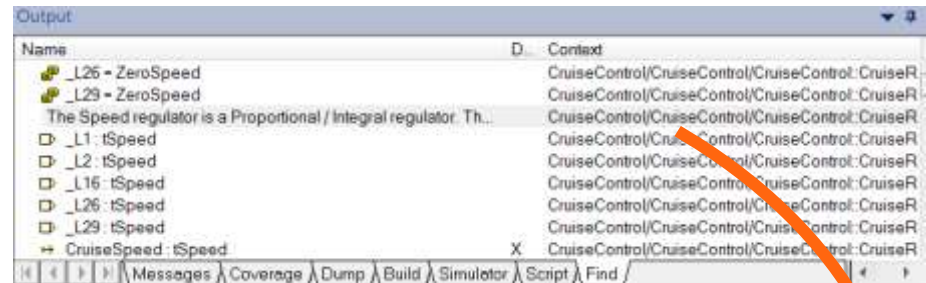 Output
Name D... Context
_L26 = ZeroSpeed CruiseControl/CruiseControl/CruiseControl::CruiseR
_L29 = ZeroSpeed CruiseControl/CruiseControl/CruiseControl::CruiseR
The Speed regulator is a Proportional / Integral regulator. Th... CruiseControl/CruiseControl/CruiseControl::CruiseR
_L1 : tSpeed CruiseControl/CruiseControl/CruiseControl::CruiseR
_L2 : tSpeed CruiseControl/CruiseControl/CruiseControl::CruiseR
_L16 : tSpeed CruiseControl/CruiseControl/CruiseControl::CruiseR
_L26 : tSpeed CruiseControl/CruiseControl/CruiseControl::CruiseR
_L29 : tSpeed CruiseControl/CruiseControl/CruiseControl::CruiseR
CruiseSpeed : tSpeed X CruiseControl/CruiseControl/CruiseControl::CruiseR
Messages Coverage Dump Build Simulator Script Find